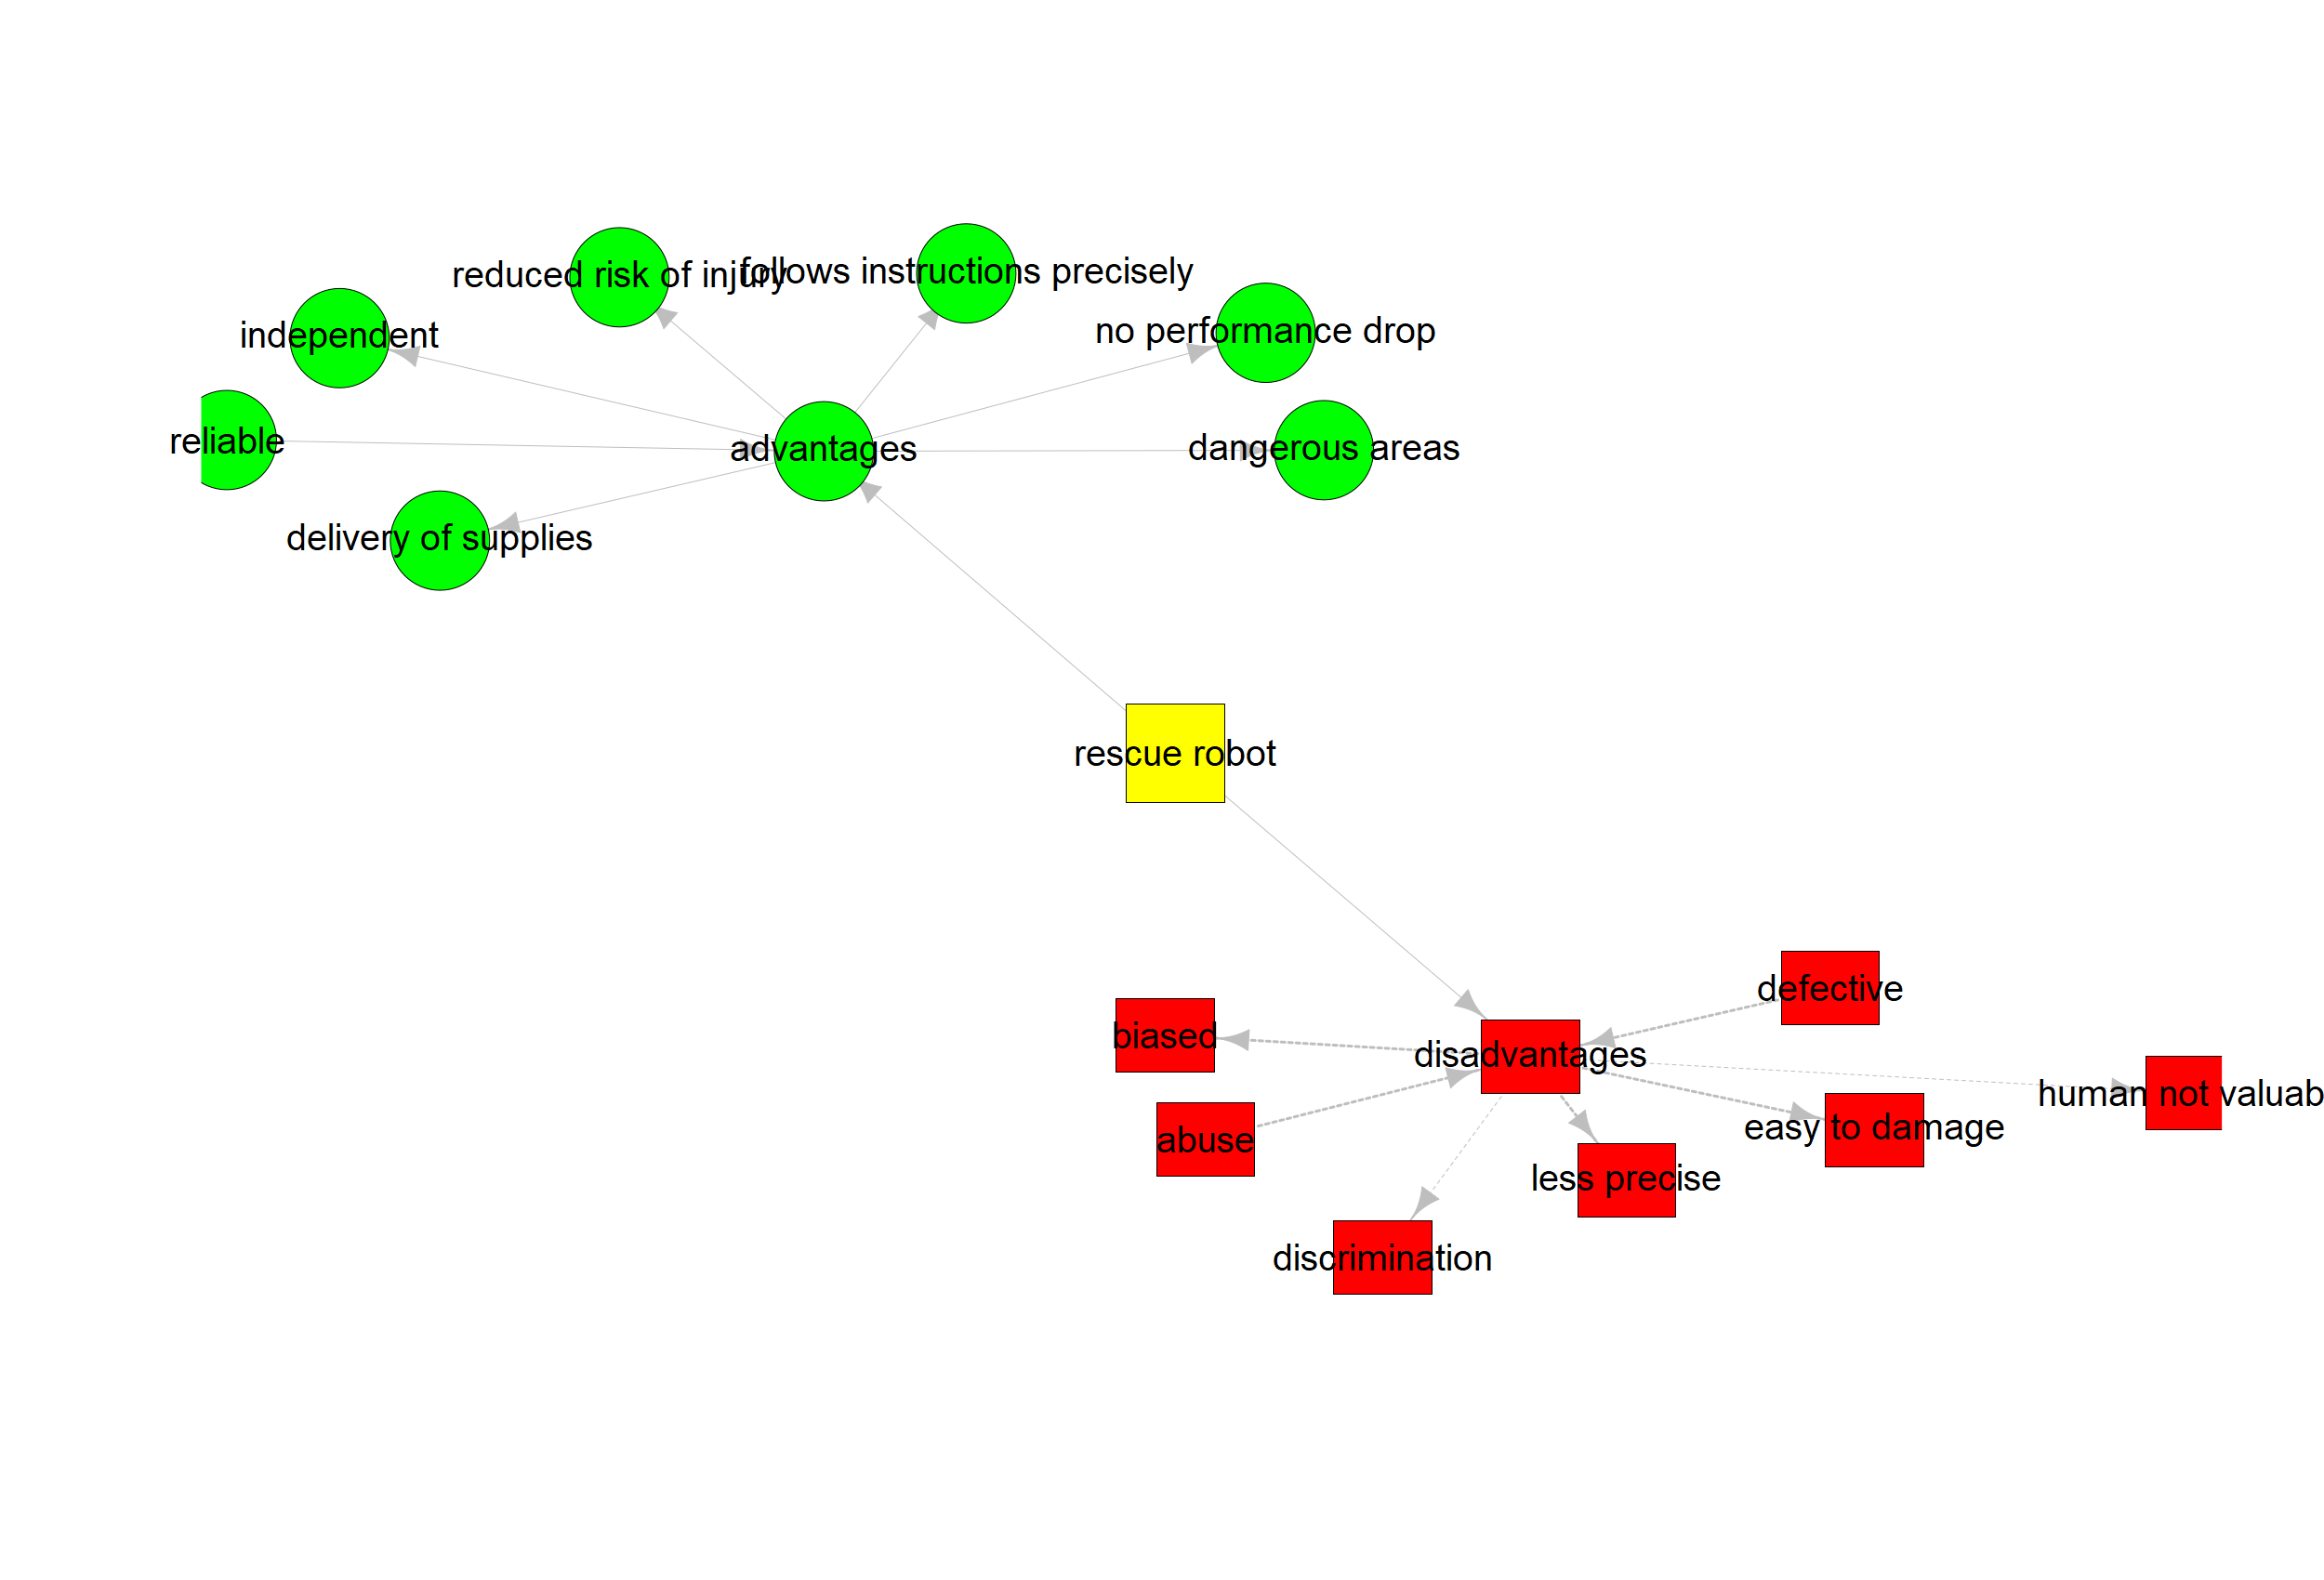 follows instructions precisely
reduced risk of injury
no performance drop
independent
reliable
advantages
dangerous areas
delivery of supplies
rescue robot
defective
biased
disadvantages
human not valuab
easy to damage
abuse
less precise
discrimination